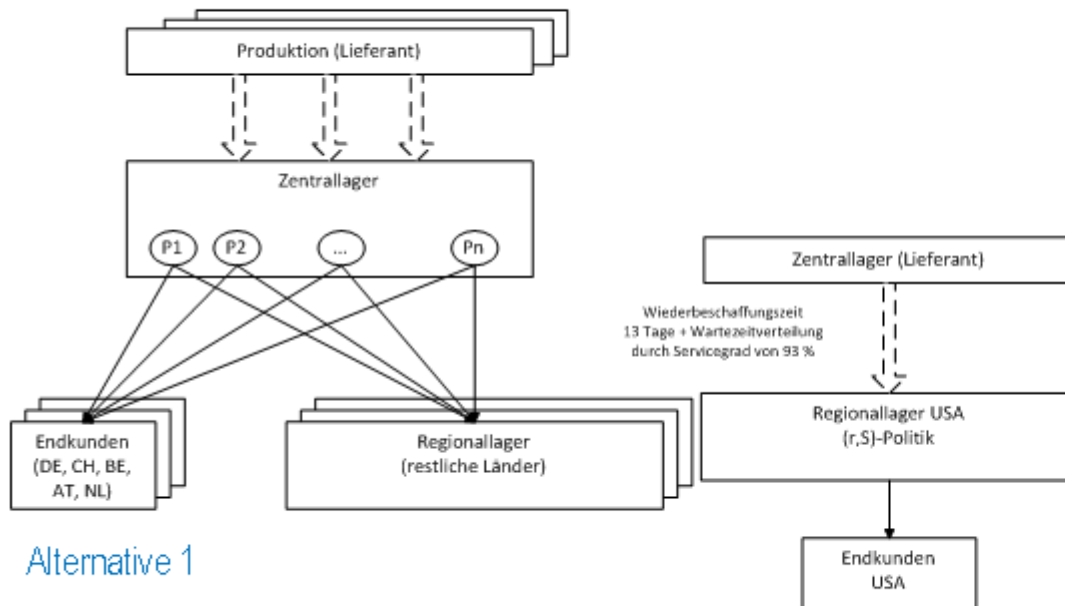 Produktion (Lieferant)
Zentrallager
P1
P2
...
Pn
Endkunden
(DE, CH, BE,
AT, NL)
Regionallager
(restliche Länder)
Alternative 1
Zentrallager (Lieferant)
Wiederbeschaffungszeit
13 Tage + Wartezeitverteilung
durch Servicegrad von 93 %
Regionallager USA
(r,S)-Politik
Endkunden
USA